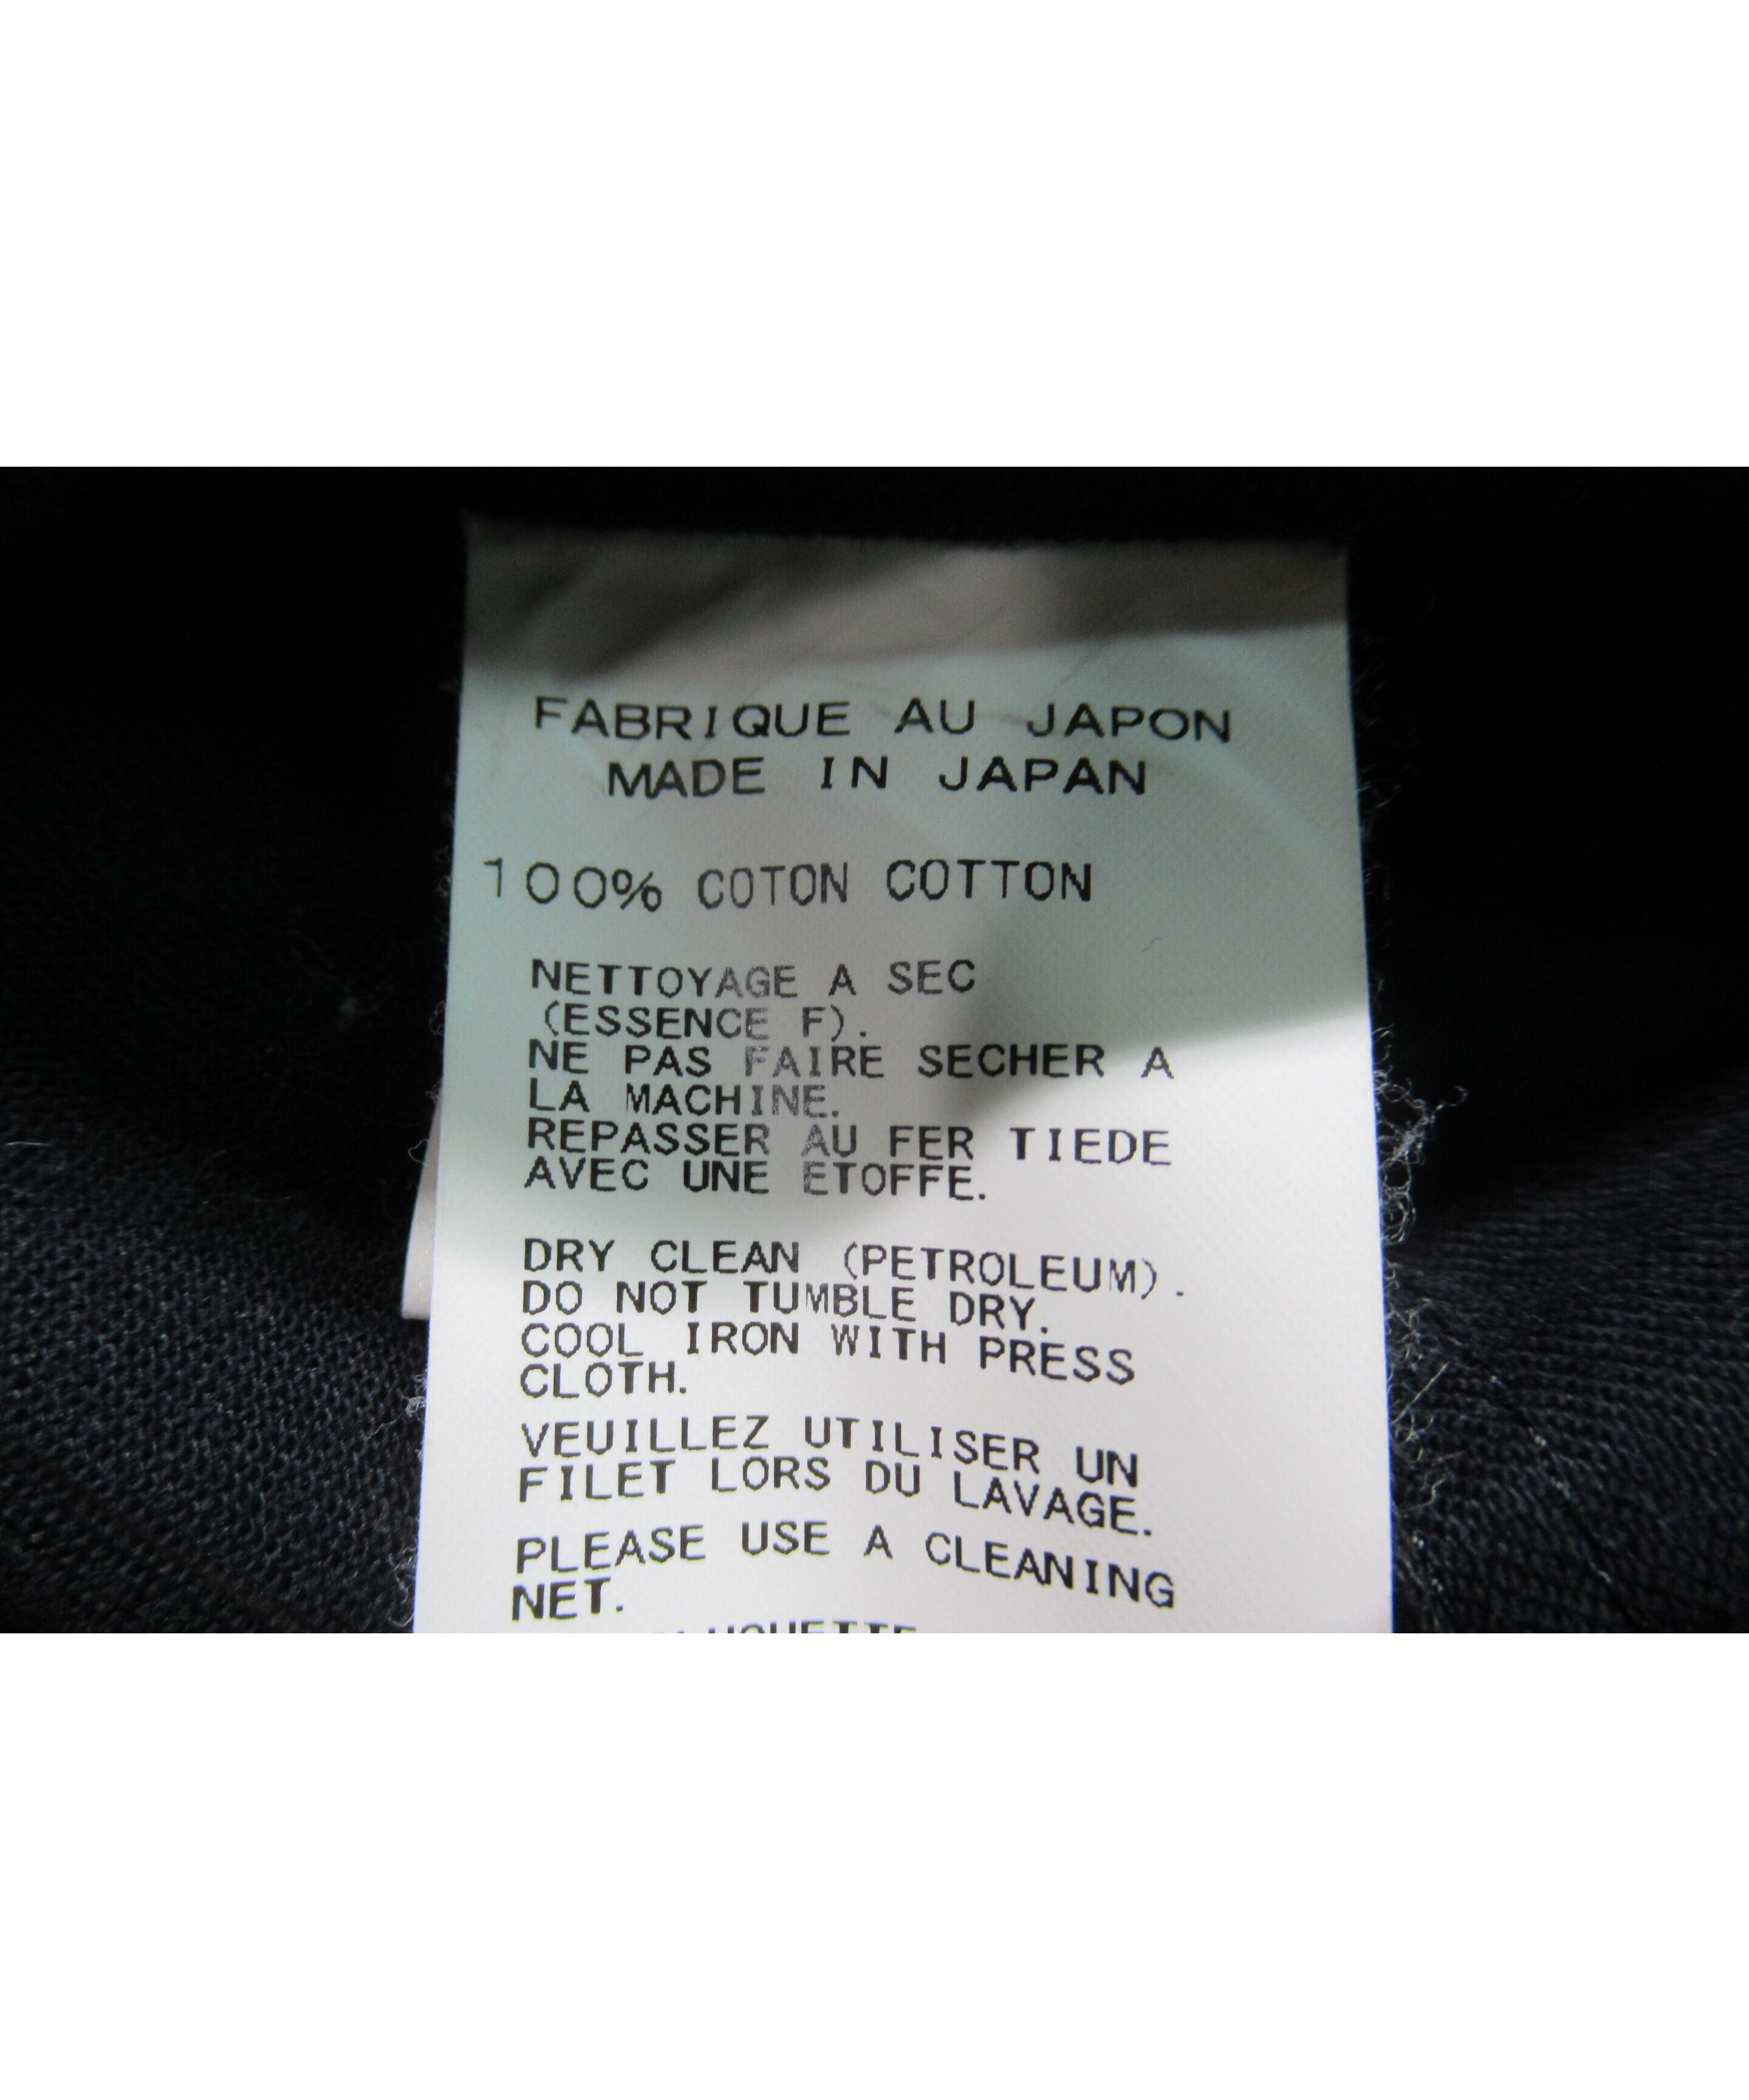 FABRIQUE AU JAPON
MADE IN JAPAN
100% COTON COTTON
NETTOYAGE A SEC
(ESSENCE F).
NE PAS FAIRE SECHER A
LA MACHINE.
REPASSER AU FER TIEDE
AVEC UNE ETOFFE.
DRY CLEAN (PETROLEUM).
DO NOT TUMBLE DRY.
COOL IRON WITH PRESS
CLOTH.
VEUILLEZ UTILISER UN
FILET LORS DU LAVAGE.
PLEASE USE A CLEANING
NET.